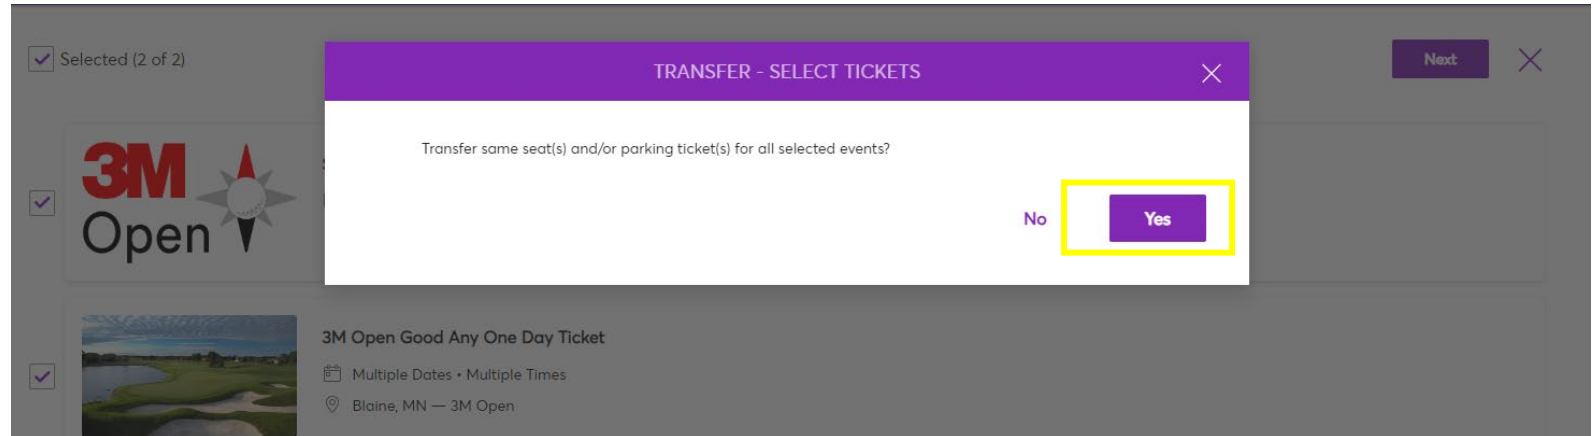 Selected (2 of 2)
Next
TRANSFER - SELECT TICKETS
3M
Open
Transfer same seat(s) and/or parking ticket(s) for all selected events?
No
Yes
3M Open Good Any One Day Ticket
Multiple Dates • Multiple Times
Blaine, MN — 3M Open